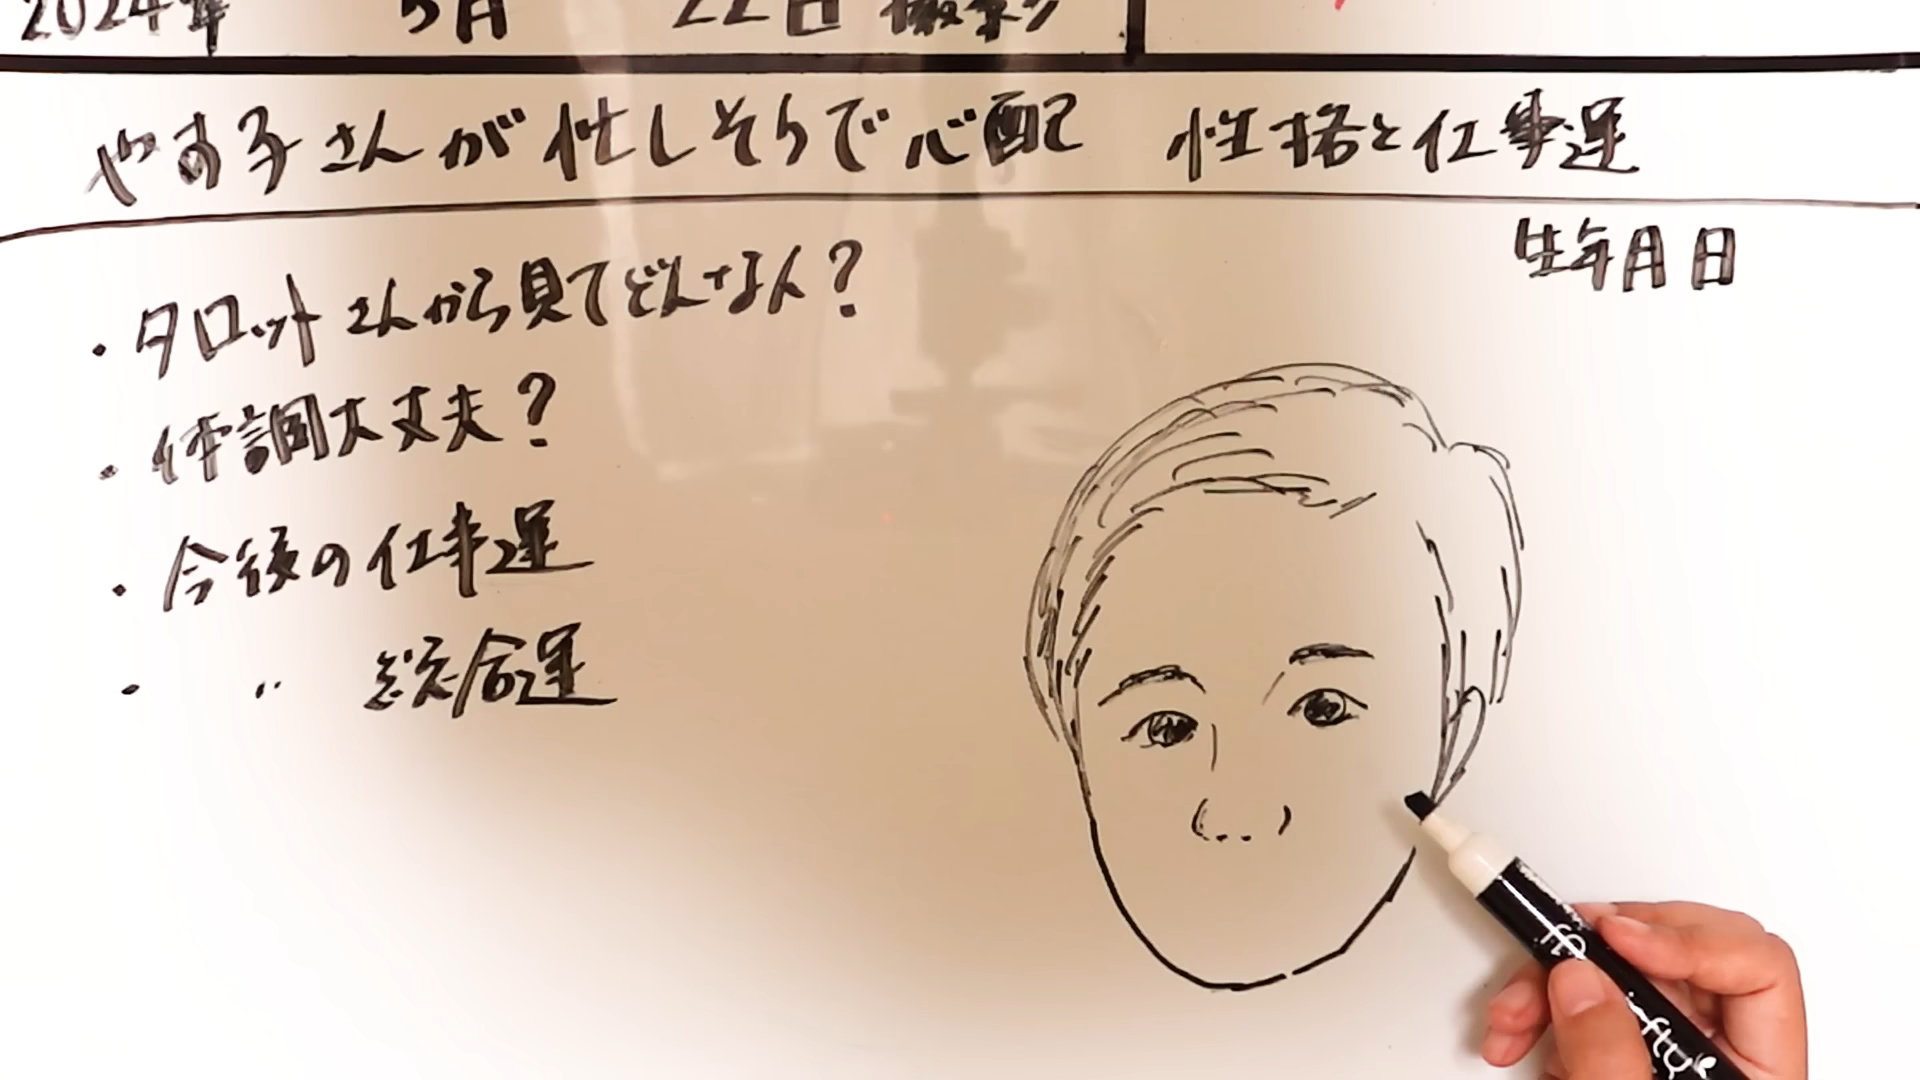 2024年 5月 22日 撮影
やす子さんが忙しそうで心配 性格と仕事運
生年月日
・タロットさんから見てどんな人?
・体調大丈夫?
・今後の仕事運
・ 〃 総合運